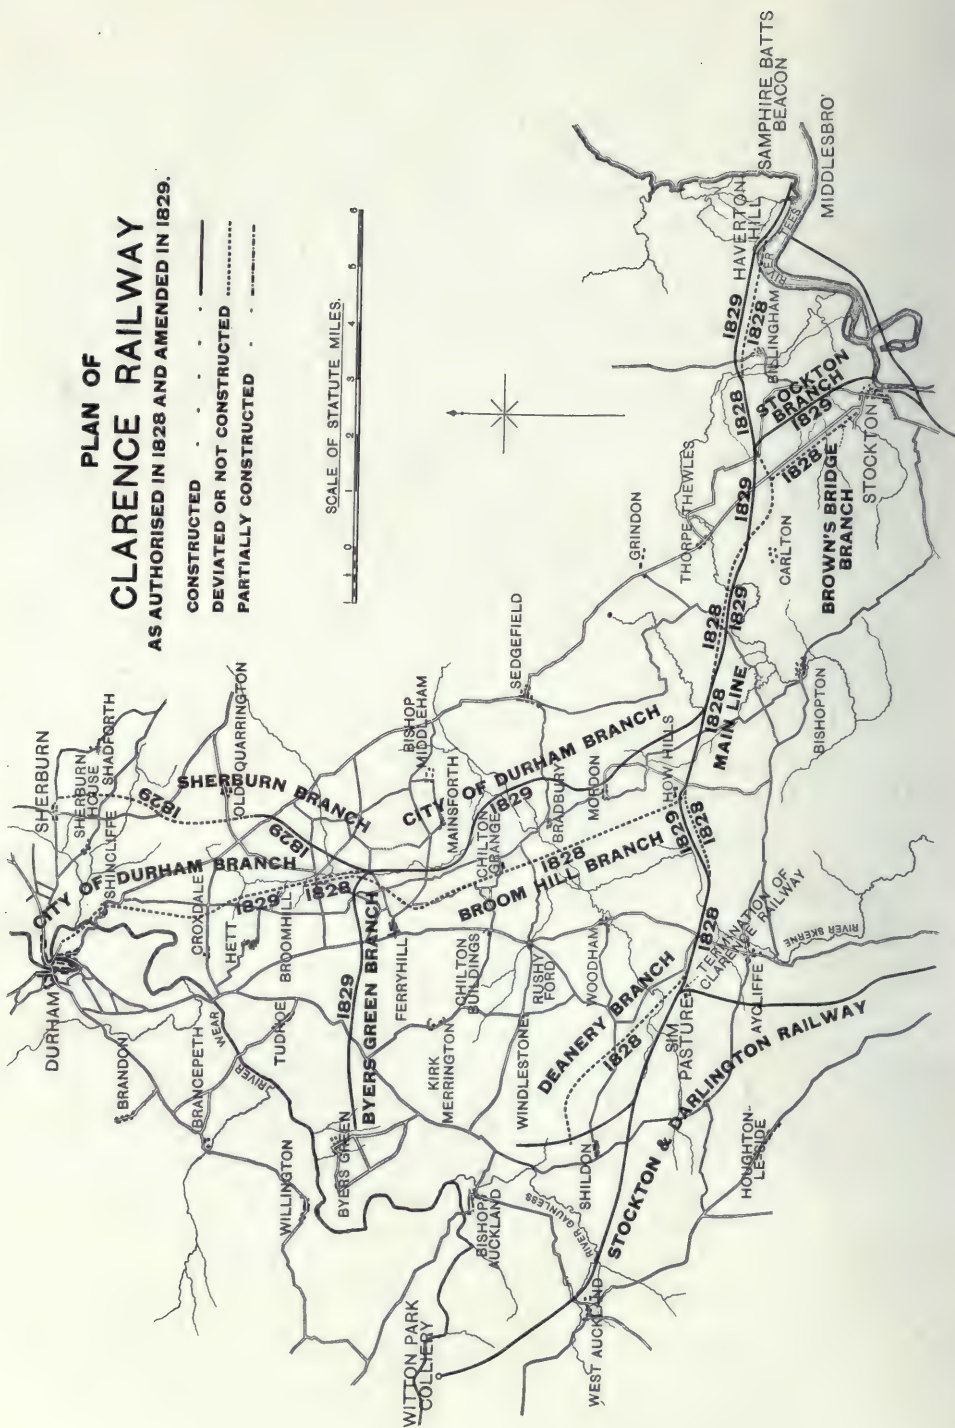 PLAN OF
CLARENCE RAILWAY
AS AUTHORISED IN 1828 AND AMENDED IN 1829.
CONSTRUCTED
DEVIATED OR NOT CONSTRUCTED
PARTIALLY CONSTRUCTED
SCALE OF STATUTE MILES.
1 0 1 2 3 4 5 6
DURHAM
SHERBURN
SHERBURN
HOUSE
SHADFORTH
SHINCLIFFE
CITY OF DURHAM BRANCH
1829
SHERBURN BRANCH
1829
OLD QUARRINGTON
BRANDON
BRANCEPETH
RIVER WEAR
CROXDALE
HETT
1829
1828
BROOMHILL
TUDHOE
WILLINGTON
BYERS GREEN
1829
BYERS GREEN BRANCH
FERRYHILL
BISHOP
MIDDLEHAM
MAINSFORTH
CITY OF DURHAM BRANCH
1829
CHILTON
GRANGE
CHILTON
BUILDINGS
KIRK
MERRINGTON
WITTON PARK
COLLIERY
BISHOP
AUCKLAND
WINDLESTONE
RUSHY
FORD
1828
BROOM HILL BRANCH
BRADBURY
SEDGEFIELD
MORDON
WOODHAM
DEANERY BRANCH
1828
RIVER GAUNLESS
SHILDON
WEST AUCKLAND
STOCKTON & DARLINGTON RAILWAY
SIM
PASTURE
TERMINATION OF
CLARENCE RAILWAY
1828
1829
1828
HOW HILLS
1828
MAIN LINE
1828
1829
GRINDON
THORPE THEWLES
1829
1828
STOCKTON
BRANCH
1829
1829
1828
HAVERTON
HILL
SAMPHIRE BATTS
BEACON
BILLINGHAM
RIVER TEES
MIDDLESBRO'
1828
CARLTON
BROWN'S BRIDGE
BRANCH
STOCKTON
BISHOPTON
AYCLIFFE
RIVER SKERNE
HOUGHTON-
LE-SIDE